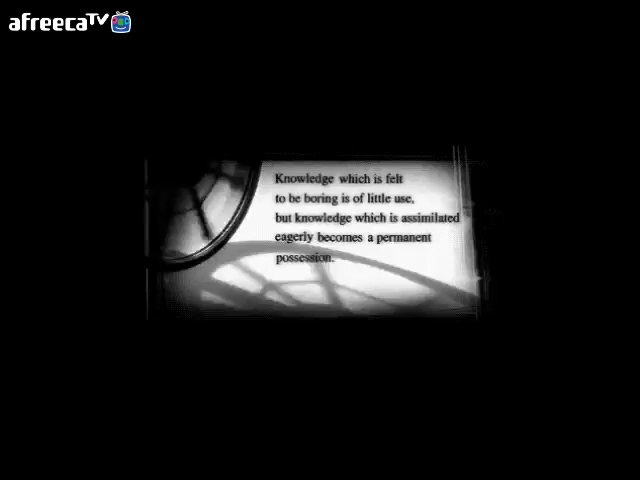 afreecaTV
Knowledge which is felt
to be boring is of little use,
but knowledge which is assimilated
eagerly becomes a permanent
possession.